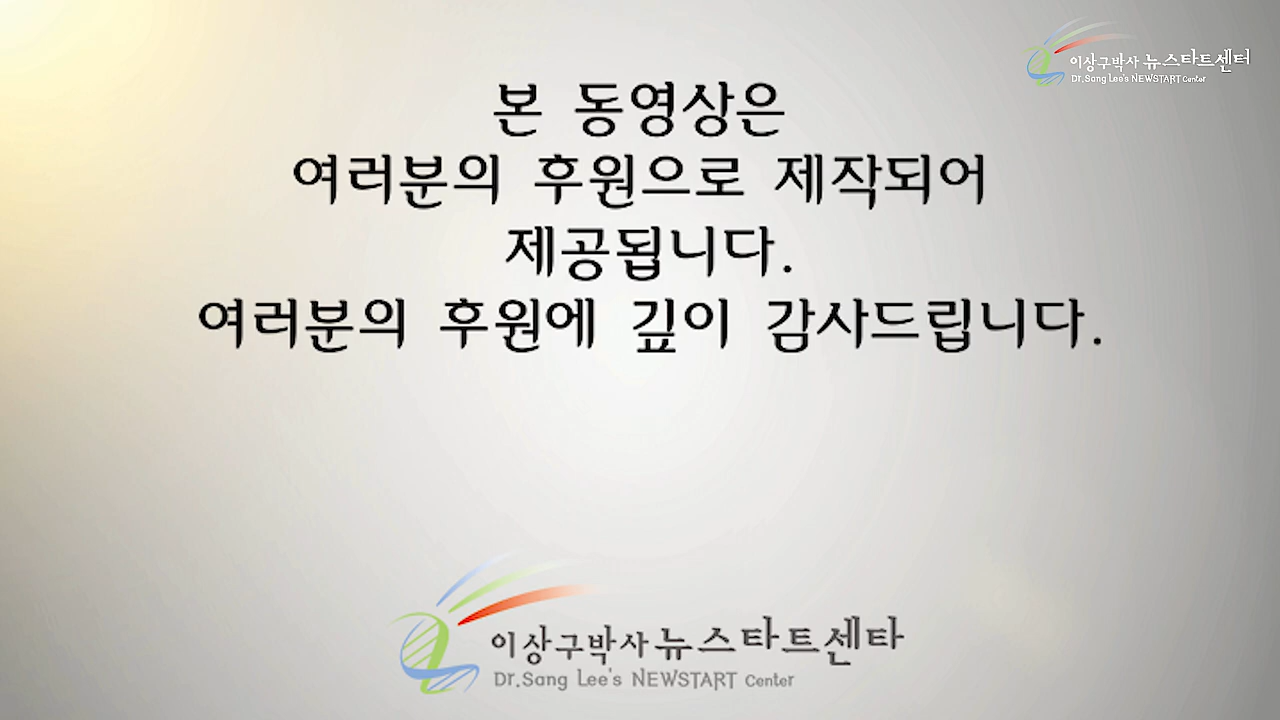 이상구박사 뉴스타트센터
Dr.Sang Lee's NEWSTART Center
본 동영상은
여러분의 후원으로 제작되어
제공됩니다.
여러분의 후원에 깊이 감사드립니다.
이상구박사 뉴스타트센타
Dr.Sang Lee's NEWSTART Center